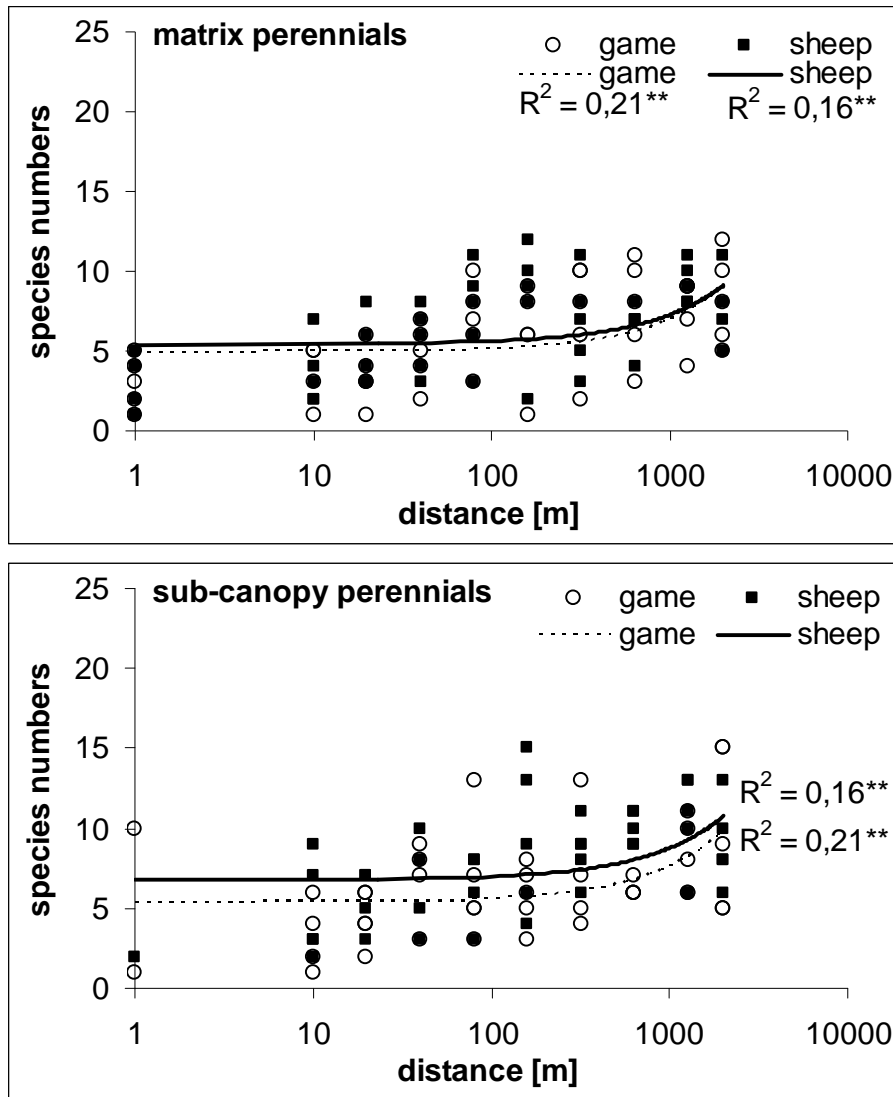 matrix perennials
game sheep
game sheep
R² = 0,21** R² = 0,16**
25
20
15
10
5
0
species numbers
1 10 100 1000 10000
distance [m]
sub-canopy perennials
game sheep
game sheep
R² = 0,16**
R² = 0,21**
25
20
15
10
5
0
species numbers
1 10 100 1000 10000
distance [m]